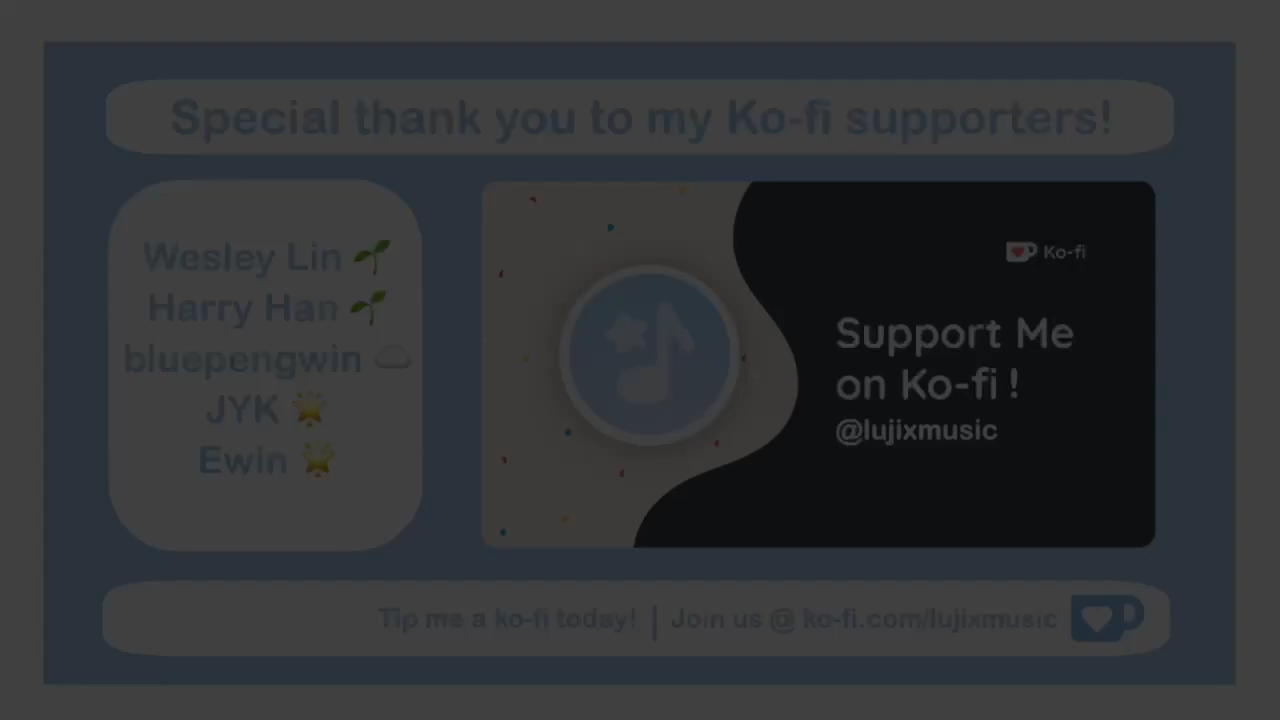 Special thank you to my Ko-fi supporters!
Wesley Lin 🌱
Harry Han 🌱
bluepengwin ☁️
JYK 🌟
Ewin 🌟
Ko-fi
Support Me
on Ko-fi !
@lujixmusic
Tip me a ko-fi today! | Join us @ ko-fi.com/lujixmusic